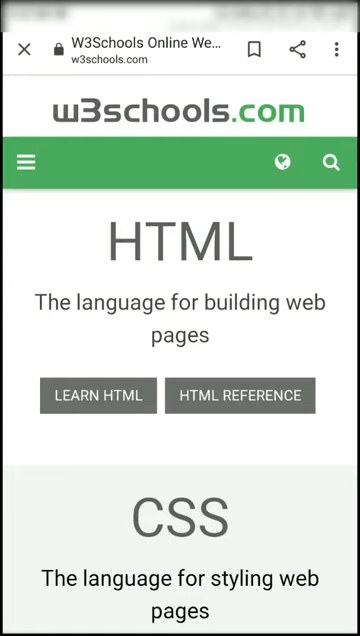 W3Schools Online We...
w3schools.com
w3schools.com
HTML
The language for building web
pages
LEARN HTML
HTML REFERENCE
CSS
The language for styling web
pages